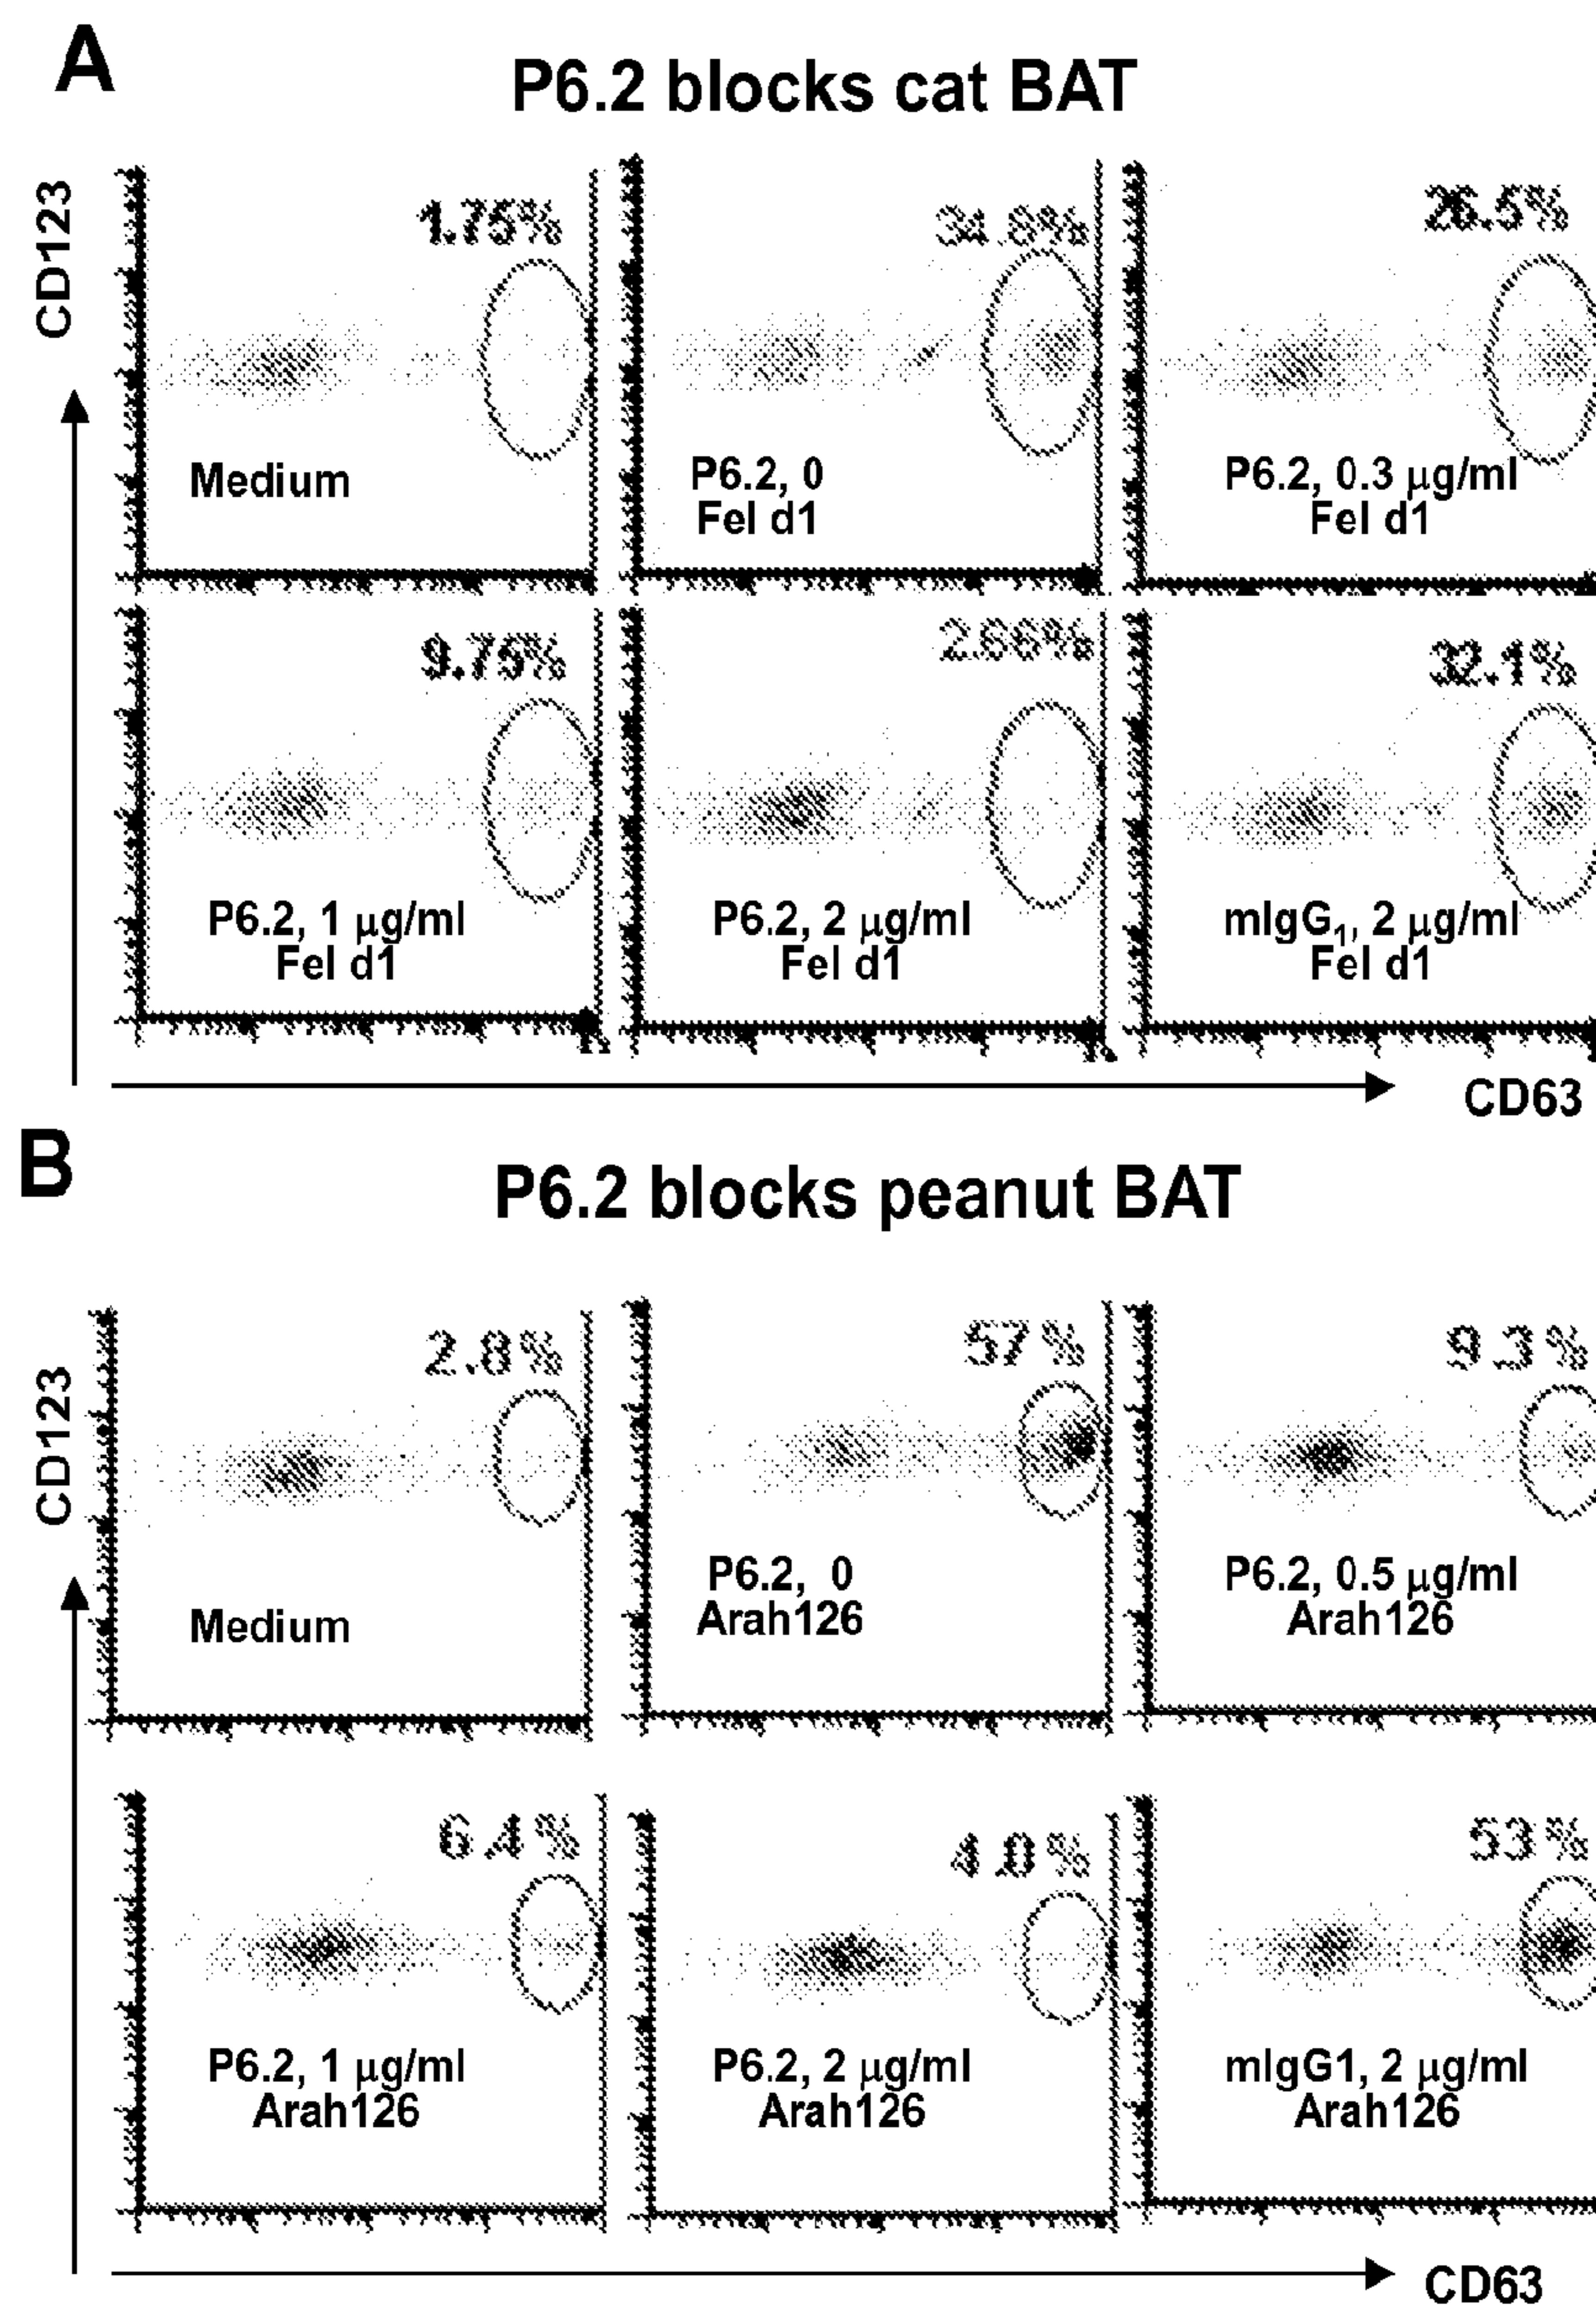 A
P6.2 blocks cat BAT
CD123
1.75%
26.5%
Medium
P6.2, 0
Fel d1
P6.2, 0.3 µg/ml
Fel d1
9.75%
2.66%
32.1%
P6.2, 1 µg/ml
Fel d1
P6.2, 2 µg/ml
Fel d1
mIgG1, 2 µg/ml
Fel d1
CD63
B
P6.2 blocks peanut BAT
CD123
2.8%
57%
9.3%
Medium
P6.2, 0
Arah126
P6.2, 0.5 µg/ml
Arah126
6.4%
4.0%
53%
P6.2, 1 µg/ml
Arah126
P6.2, 2 µg/ml
Arah126
mIgG1, 2 µg/ml
Arah126
CD63